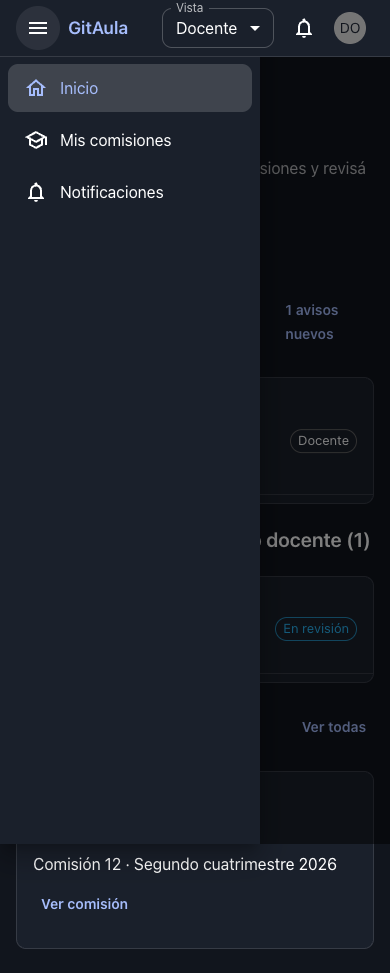 Vista
GitAula
Docente
DO
Inicio
Mis comisiones
siones y revisá
Notificaciones
1 avisos
nuevos
Docente
docente (1)
En revisión
Ver todas
Comisión 12 · Segundo cuatrimestre 2026
Ver comisión